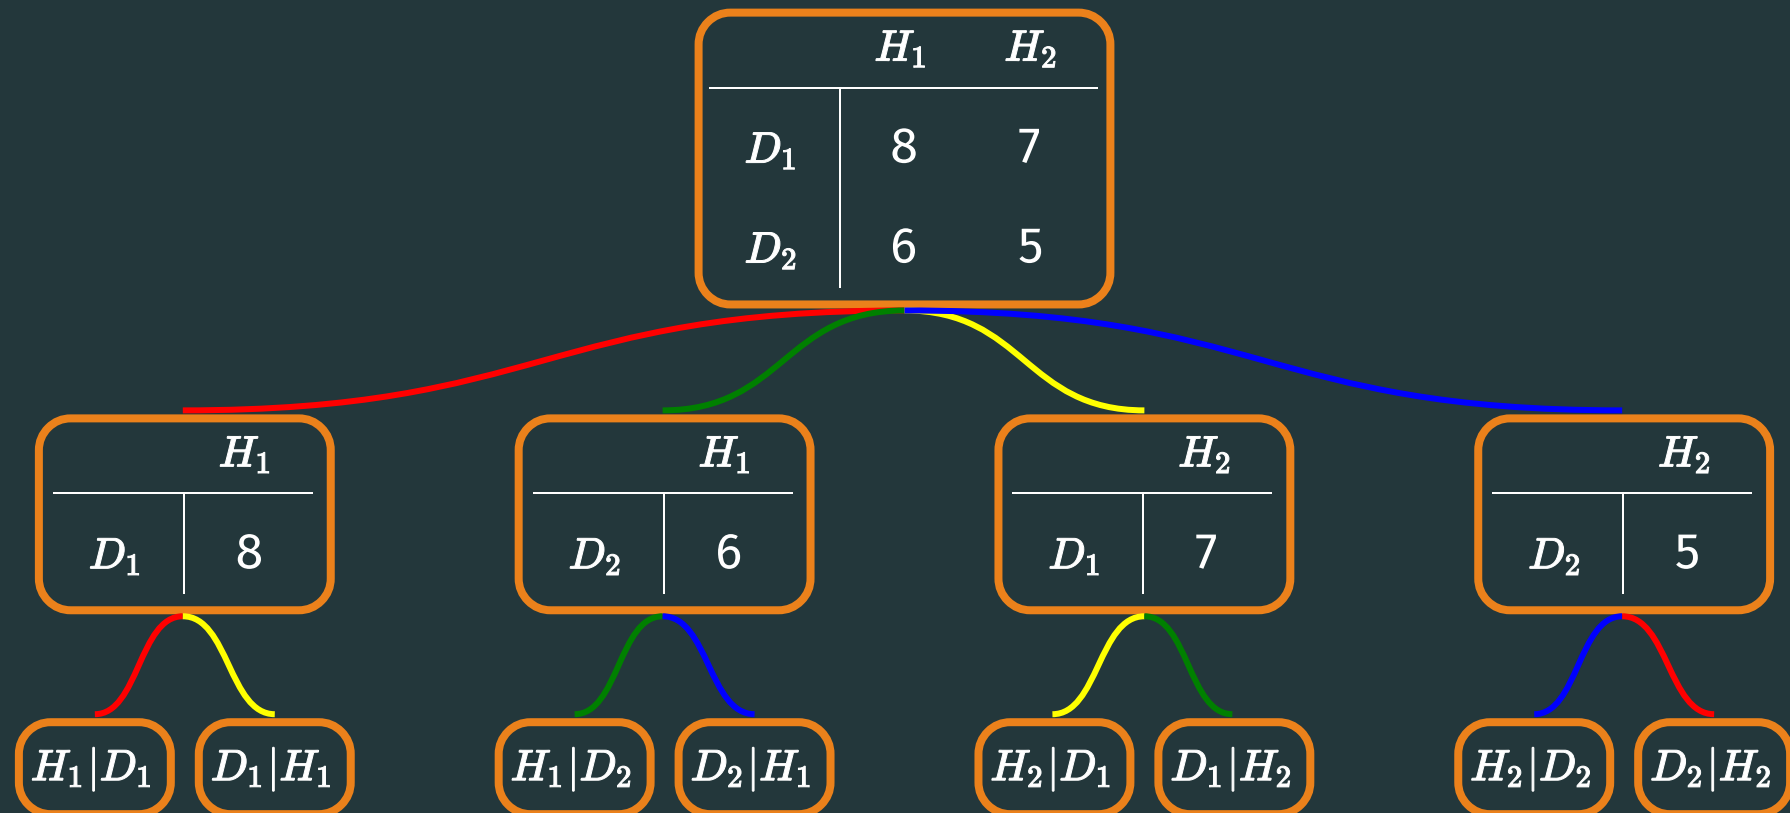 H₁ H₂
D₁ 8 7
D₂ 6 5
H₁ H₁ H₂ H₂
D₁ 8 D₂ 6 D₁ 7 D₂ 5
H₁|D₁ D₁|H₁ H₁|D₂ D₂|H₁ H₂|D₁ D₁|H₂ H₂|D₂ D₂|H₂